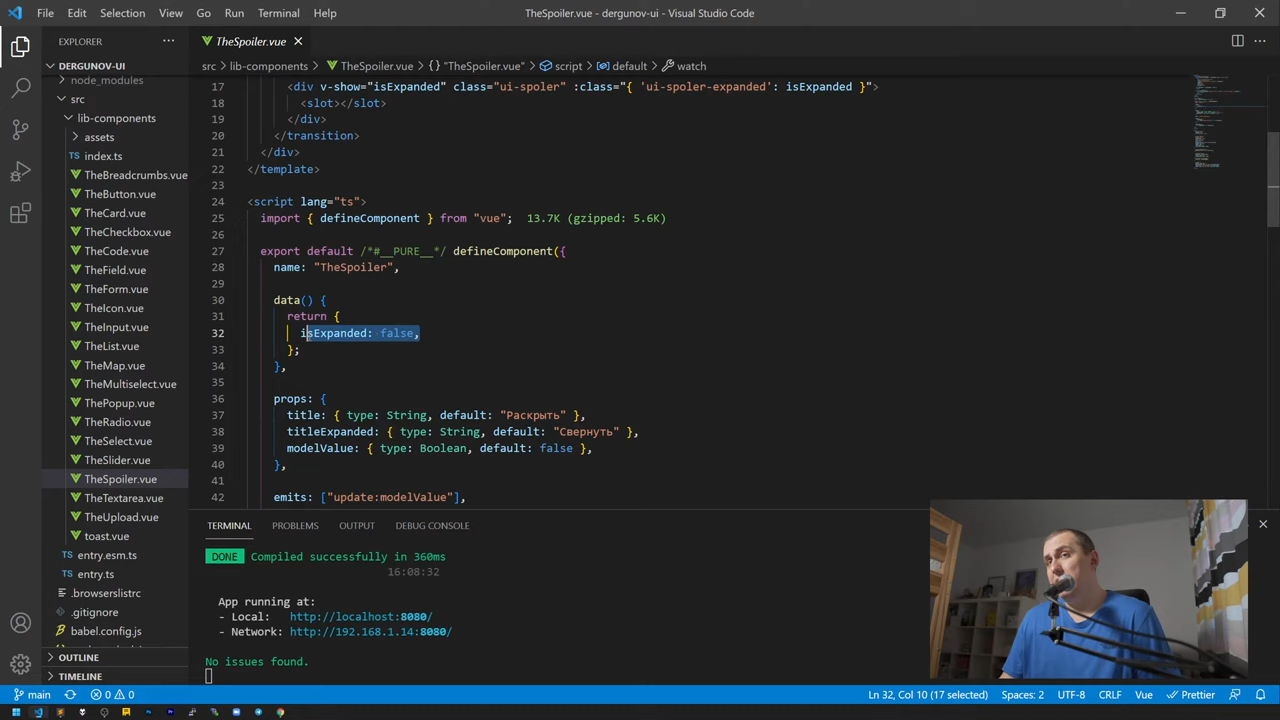 File Edit Selection View Go Run Terminal Help
TheSpoiler.vue - dergunov-ui - Visual Studio Code
EXPLORER
DERGUNOV-UI
node_modules
src
lib-components
assets
index.ts
TheBreadcrumbs.vue
TheButton.vue
TheCard.vue
TheCheckbox.vue
TheCode.vue
TheField.vue
TheForm.vue
TheIcon.vue
TheInput.vue
TheList.vue
TheMap.vue
TheMultiselect.vue
ThePopup.vue
TheRadio.vue
TheSelect.vue
TheSlider.vue
TheSpoiler.vue
TheTextarea.vue
TheUpload.vue
toast.vue
entry.esm.ts
entry.ts
.browserslistrc
.gitignore
babel.config.js
OUTLINE
TIMELINE
TheSpoiler.vue
src > lib-components > TheSpoiler.vue > {} "TheSpoiler.vue" > script > default > watch
17 <div v-show="isExpanded" class="ui-spoler" :class="{ 'ui-spoler-expanded': isExpanded }">
18 <slot></slot>
19 </div>
20 </transition>
21 </div>
22 </template>
23
24 <script lang="ts">
25 import { defineComponent } from "vue"; 13.7K (gzipped: 5.6K)
26
27 export default /*#__PURE__*/ defineComponent({
28 name: "TheSpoiler",
29
30 data() {
31 return {
32 isExpanded: false,
33 };
34 },
35
36 props: {
37 title: { type: String, default: "Раскрыть" },
38 titleExpanded: { type: String, default: "Свернуть" },
39 modelValue: { type: Boolean, default: false },
40 },
41
42 emits: ["update:modelValue"],
TERMINAL PROBLEMS OUTPUT DEBUG CONSOLE
DONE Compiled successfully in 360ms
16:08:32
App running at:
- Local: http://localhost:8080/
- Network: http://192.168.1.14:8080/
No issues found.
main 0 0 Ln 32, Col 10 (17 selected) Spaces: 2 UTF-8 CRLF Vue Prettier